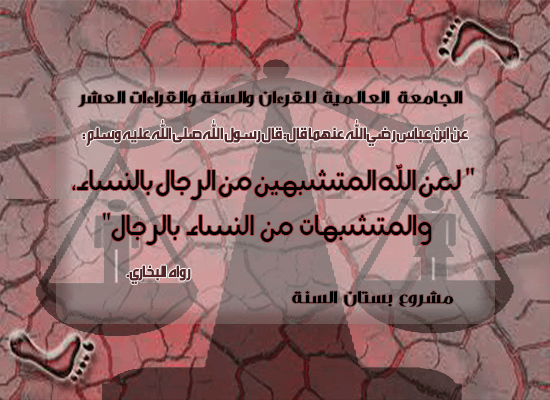 الجامعة العالمية للقرءان والسنة والقراءات العشر
عن ابن عباس رضي الله عنهما قال: قال رسول الله صلى الله عليه وسلم:
"لعن الله المتشبهين من الرجال بالنساء،
والمتشبهات من النساء بالرجال"
رواه البخاري.
مشروع بستان السنة